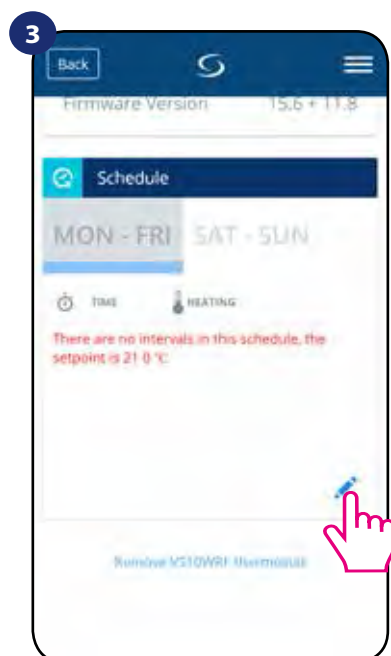 3
Back
Firmware Version 15.6 + 11.8
Schedule
MON - FRI SAT - SUN
TIME HEATING
There are no intervals in this schedule, the
setpoint is 21.0 °C
Remove VS10WRF thermostat